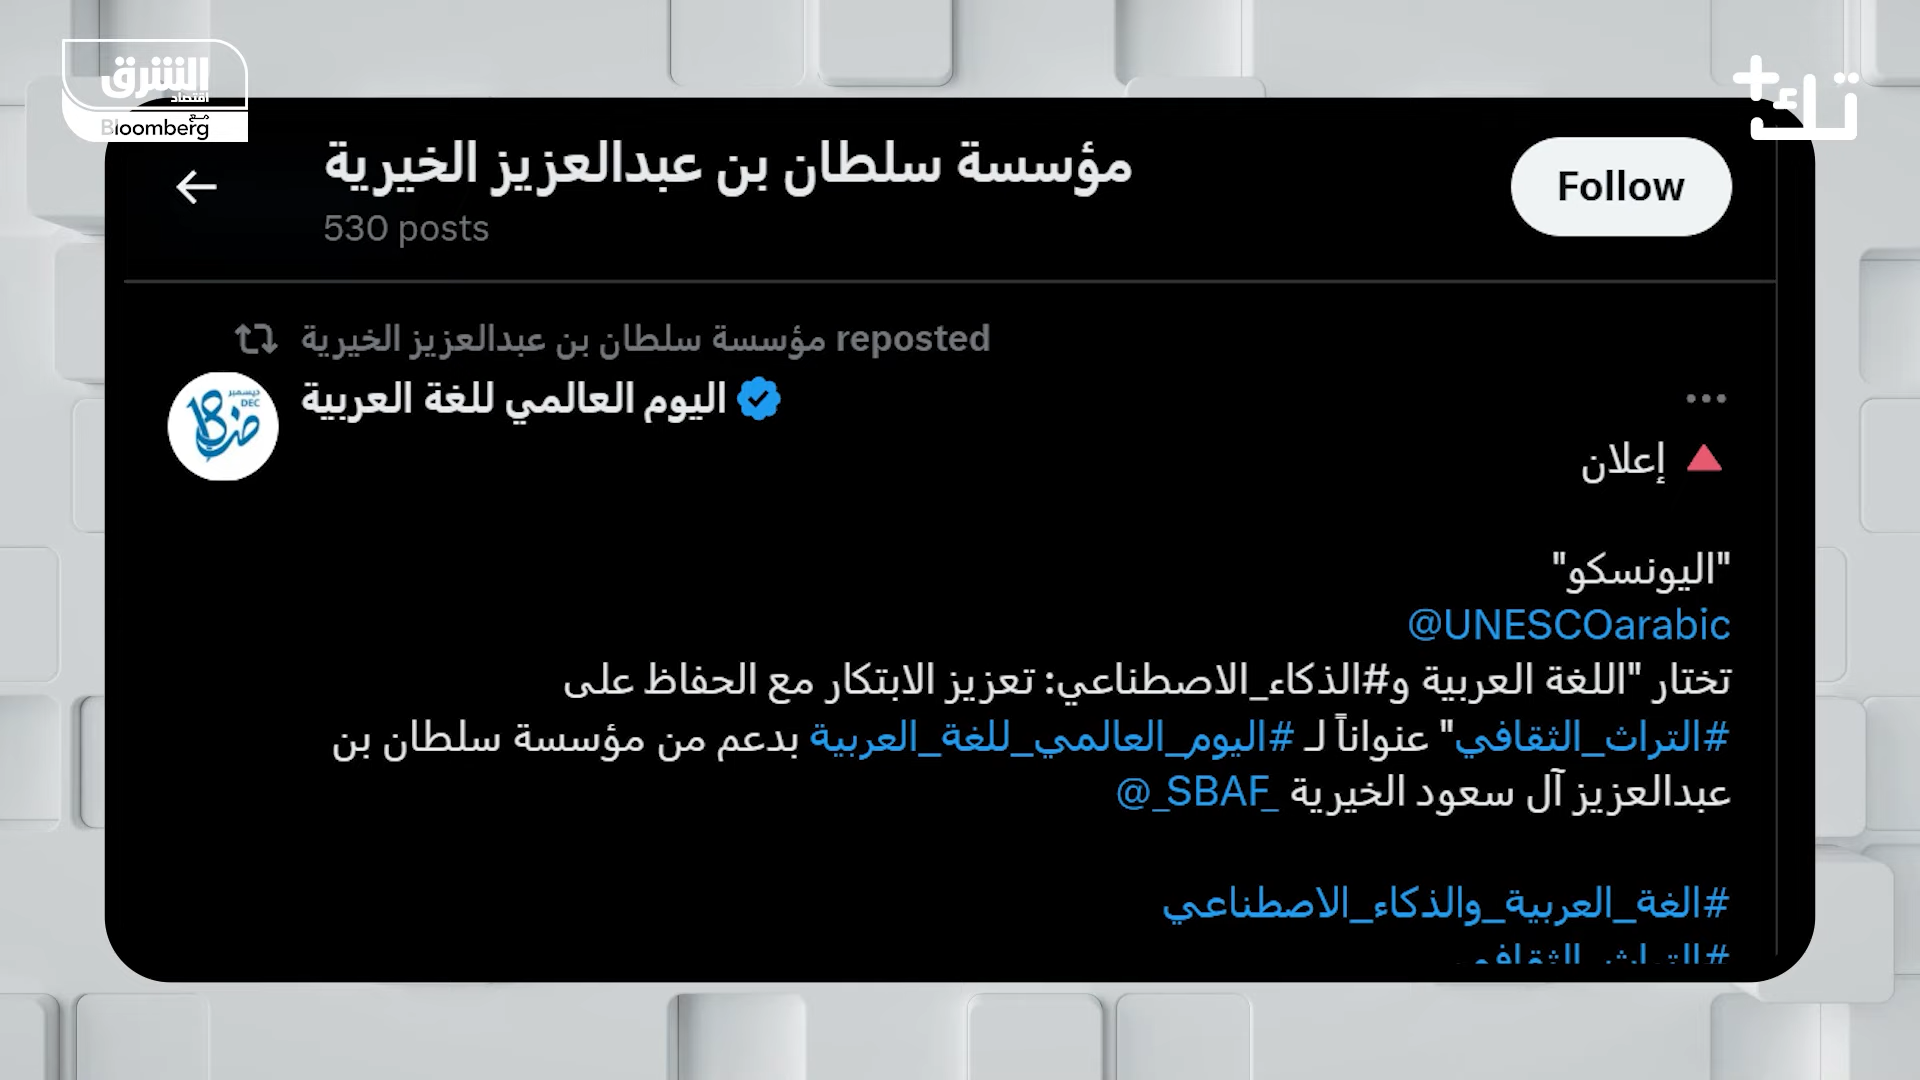 الشرق
اقتصاد
مع
Bloomberg
تك+
مؤسسة سلطان بن عبدالعزيز الخيرية
530 posts
Follow
مؤسسة سلطان بن عبدالعزيز الخيرية reposted
ديسمبر
DEC
18
اليوم العالمي للغة العربية
إعلان
"اليونسكو"
@UNESCOarabic
تختار "اللغة العربية و#الذكاء_الاصطناعي: تعزيز الابتكار مع الحفاظ على
#التراث_الثقافي" عنواناً لـ #اليوم_العالمي_للغة_العربية بدعم من مؤسسة سلطان بن
عبدالعزيز آل سعود الخيرية @_SBAF_
#الغة_العربية_والذكاء_الاصطناعي
#التراث_الثقافي